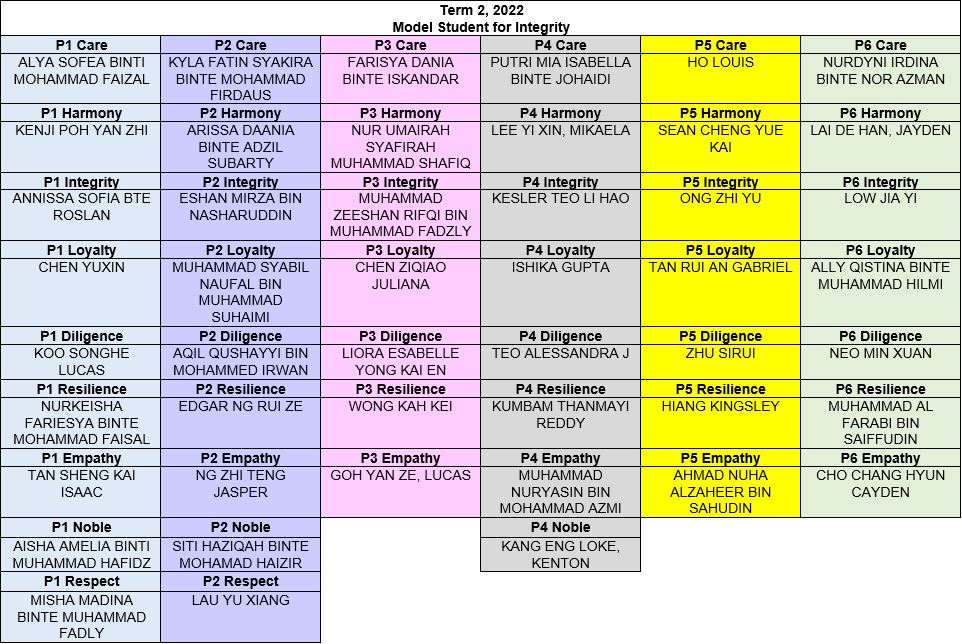 Term 2, 2022
Model Student for Integrity
P1 Care
P2 Care
P3 Care
P4 Care
P5 Care
P6 Care
ALYA SOFEA BINTI
MOHAMMAD FAIZAL
KYLA FATIN SYAKIRA
BINTE MOHAMMAD
FIRDAUS
FARISYA DANIA
BINTE ISKANDAR
PUTRI MIA ISABELLA
BINTE JOHAIDI
HO LOUIS
NURDYNI IRDINA
BINTE NOR AZMAN
P1 Harmony
P2 Harmony
P3 Harmony
P4 Harmony
P5 Harmony
P6 Harmony
KENJI POH YAN ZHI
ARISSA DAANIA
BINTE ADZIL
SUBARTY
NUR UMAIRAH
SYAFIRAH
MUHAMMAD SHAFIQ
LEE YI XIN, MIKAELA
SEAN CHENG YUE
KAI
LAI DE HAN, JAYDEN
P1 Integrity
P2 Integrity
P3 Integrity
P4 Integrity
P5 Integrity
P6 Integrity
ANNISSA SOFIA BTE
ROSLAN
ESHAN MIRZA BIN
NASHARUDDIN
MUHAMMAD
ZEESHAN RIFQI BIN
MUHAMMAD FADZLY
KESLER TEO LI HAO
ONG ZHI YU
LOW JIA YI
P1 Loyalty
P2 Loyalty
P3 Loyalty
P4 Loyalty
P5 Loyalty
P6 Loyalty
CHEN YUXIN
MUHAMMAD SYABIL
NAUFAL BIN
MUHAMMAD
SUHAIMI
CHEN ZIQIAO
JULIANA
ISHIKA GUPTA
TAN RUI AN GABRIEL
ALLY QISTINA BINTE
MUHAMMAD HILMI
P1 Diligence
P2 Diligence
P3 Diligence
P4 Diligence
P5 Diligence
P6 Diligence
KOO SONGHE
LUCAS
AQIL QUSHAYYI BIN
MOHAMMED IRWAN
LIORA ESABELLE
YONG KAI EN
TEO ALESSANDRA J
ZHU SIRUI
NEO MIN XUAN
P1 Resilience
P2 Resilience
P3 Resilience
P4 Resilience
P5 Resilience
P6 Resilience
NURKEISHA
FARIESYA BINTE
MOHAMMAD FAISAL
EDGAR NG RUI ZE
WONG KAH KEI
KUMBAM THANMAYI
REDDY
HIANG KINGSLEY
MUHAMMAD AL
FARABI BIN
SAIFFUDIN
P1 Empathy
P2 Empathy
P3 Empathy
P4 Empathy
P5 Empathy
P6 Empathy
TAN SHENG KAI
ISAAC
NG ZHI TENG
JASPER
GOH YAN ZE, LUCAS
MUHAMMAD
NURYASIN BIN
MOHAMMAD AZMI
AHMAD NUHA
ALZAHEER BIN
SAHUDIN
CHO CHANG HYUN
CAYDEN
P1 Noble
P2 Noble
P4 Noble
AISHA AMELIA BINTI
MUHAMMAD HAFIDZ
SITI HAZIQAH BINTE
MOHAMAD HAIZIR
KANG ENG LOKE,
KENTON
P1 Respect
P2 Respect
MISHA MADINA
BINTE MUHAMMAD
FADLY
LAU YU XIANG